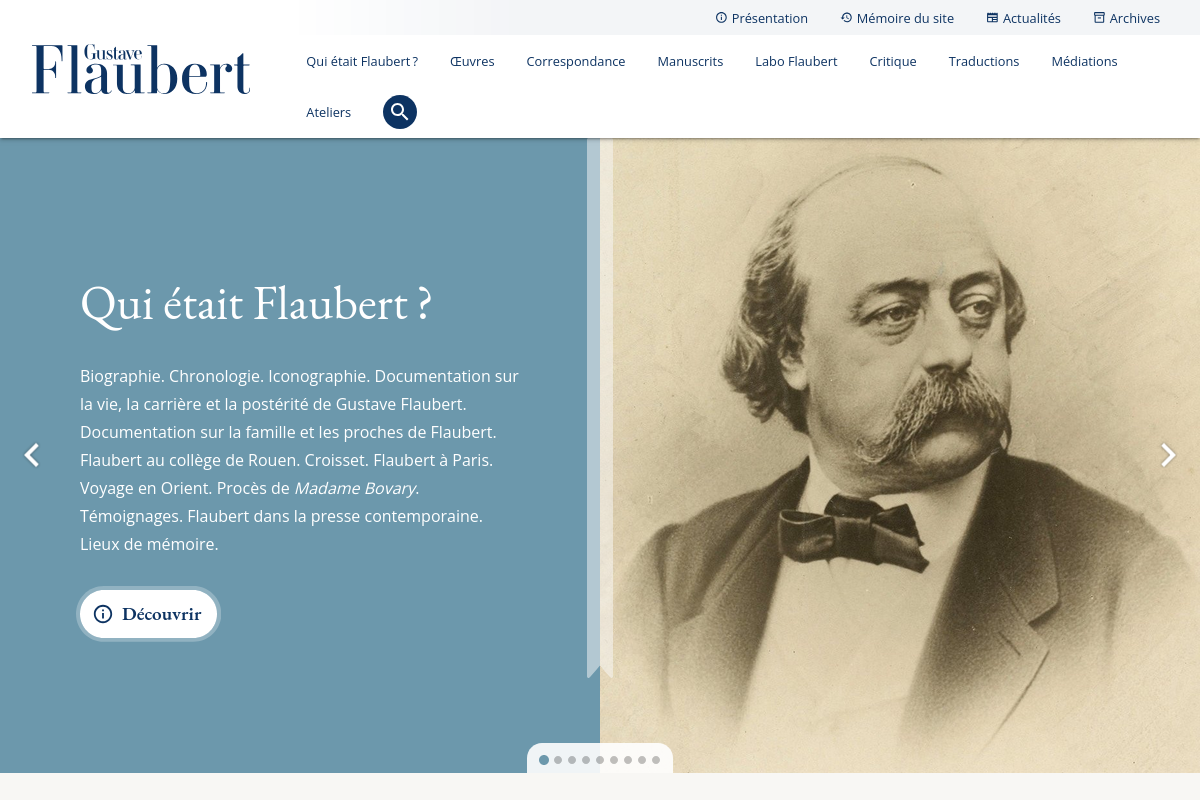 Présentation Mémoire du site Actualités Archives
Gustave
Flaubert
Qui était Flaubert ? Œuvres Correspondance Manuscrits Labo Flaubert Critique Traductions Médiations
Ateliers
Qui était Flaubert ?
Biographie. Chronologie. Iconographie. Documentation sur
la vie, la carrière et la postérité de Gustave Flaubert.
Documentation sur la famille et les proches de Flaubert.
Flaubert au collège de Rouen. Croisset. Flaubert à Paris.
Voyage en Orient. Procès de Madame Bovary.
Témoignages. Flaubert dans la presse contemporaine.
Lieux de mémoire.
Découvrir